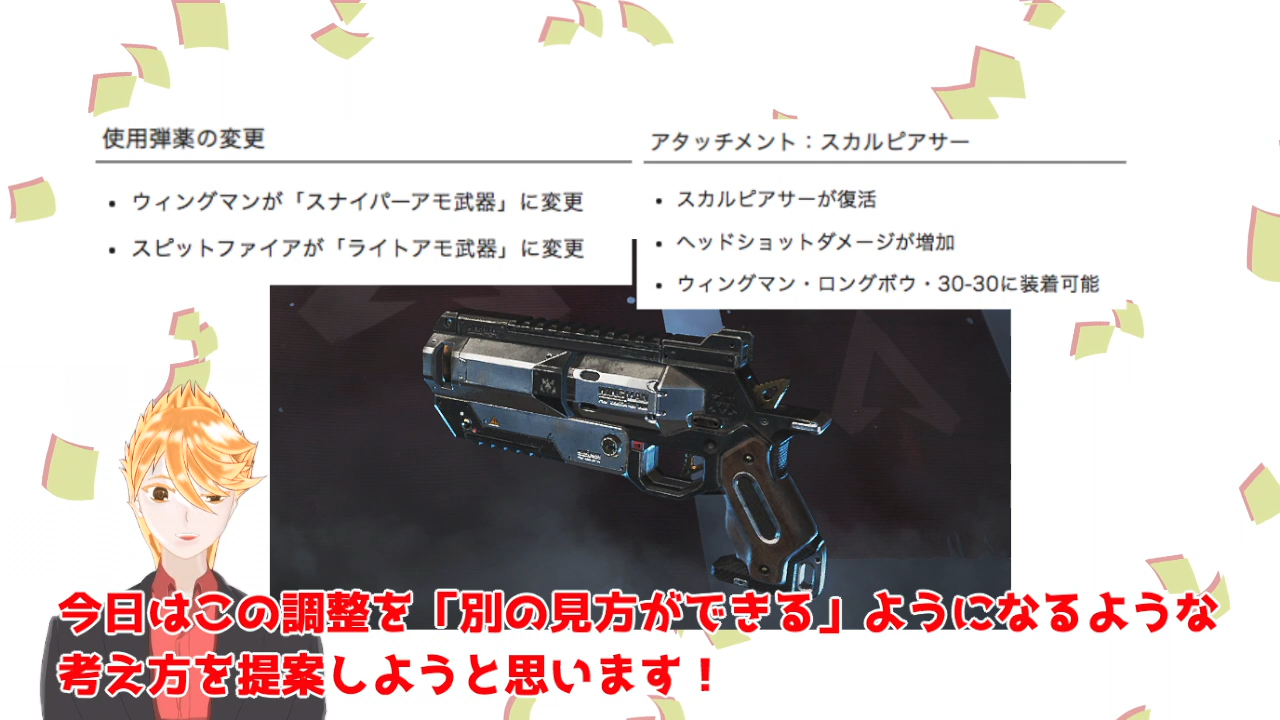 使用弾薬の変更
・ウィングマンが「スナイパーアモ武器」に変更
・スピットファイアが「ライトアモ武器」に変更
アタッチメント：スカルピアサー
・スカルピアサーが復活
・ヘッドショットダメージが増加
・ウィングマン・ロングボウ・30-30に装着可能
今日はこの調整を「別の見方ができる」ようになるような
考え方を提案しようと思います！